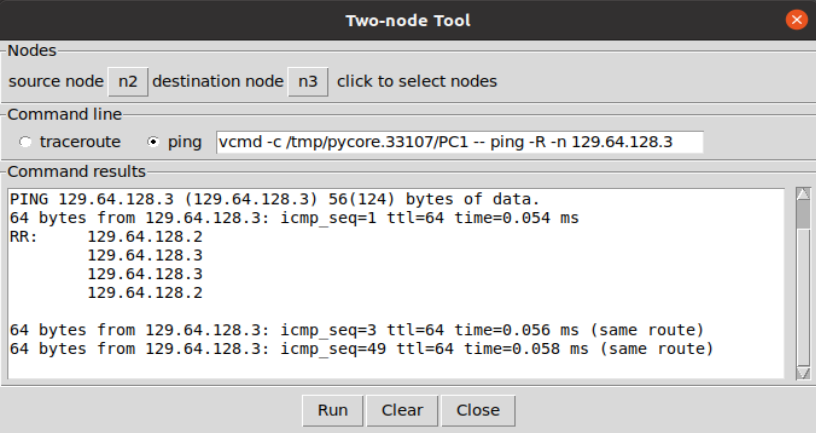 Two-node Tool
Nodes
source node n2 destination node n3 click to select nodes
Command line
traceroute ping vcmd -c /tmp/pycore.33107/PC1 -- ping -R -n 129.64.128.3
Command results
PING 129.64.128.3 (129.64.128.3) 56(124) bytes of data.
64 bytes from 129.64.128.3: icmp_seq=1 ttl=64 time=0.054 ms
RR: 129.64.128.2
129.64.128.3
129.64.128.3
129.64.128.2
64 bytes from 129.64.128.3: icmp_seq=3 ttl=64 time=0.056 ms (same route)
64 bytes from 129.64.128.3: icmp_seq=49 ttl=64 time=0.058 ms (same route)
Run Clear Close